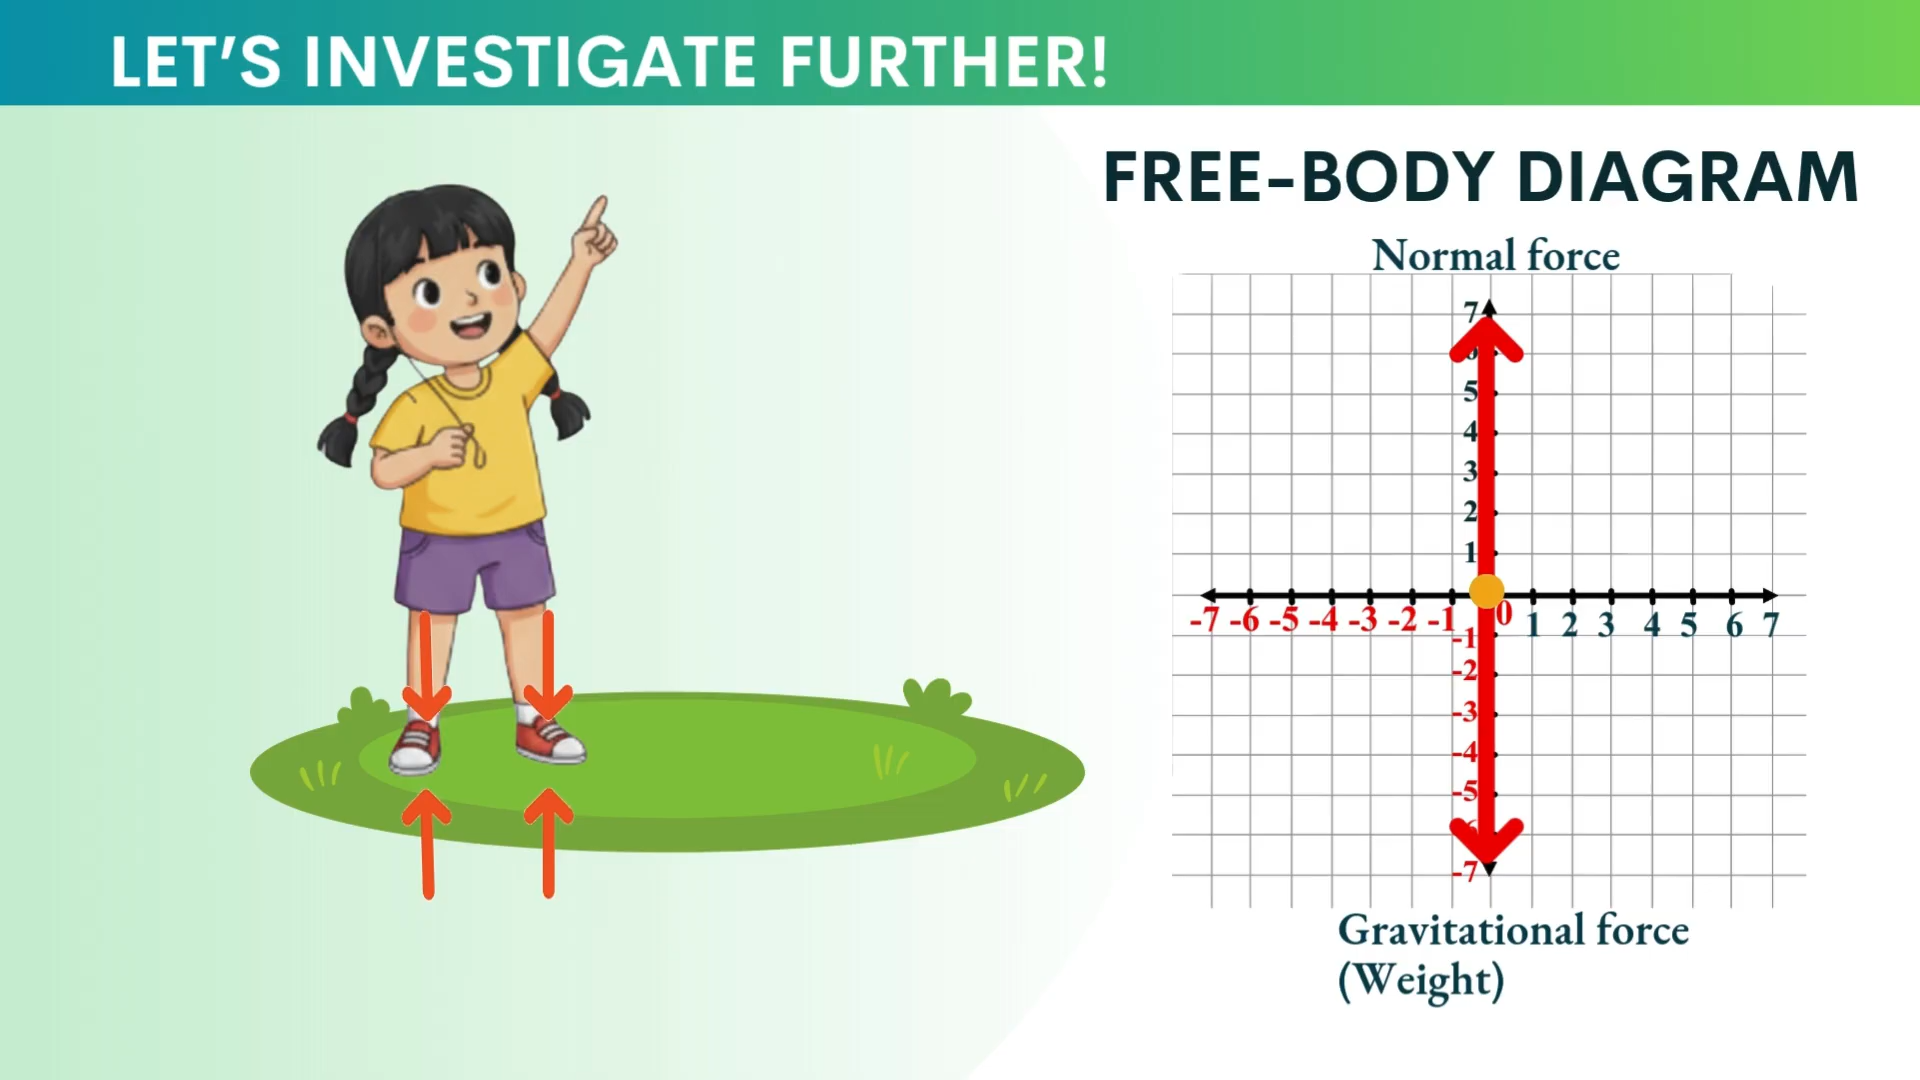 LET'S INVESTIGATE FURTHER!
FREE-BODY DIAGRAM
Normal force
7
5
4
3
2
1
-7 -6 -5 -4 -3 -2 -1 0 1 2 3 4 5 6 7
-1
-2
-3
-4
-5
-7
Gravitational force
(Weight)